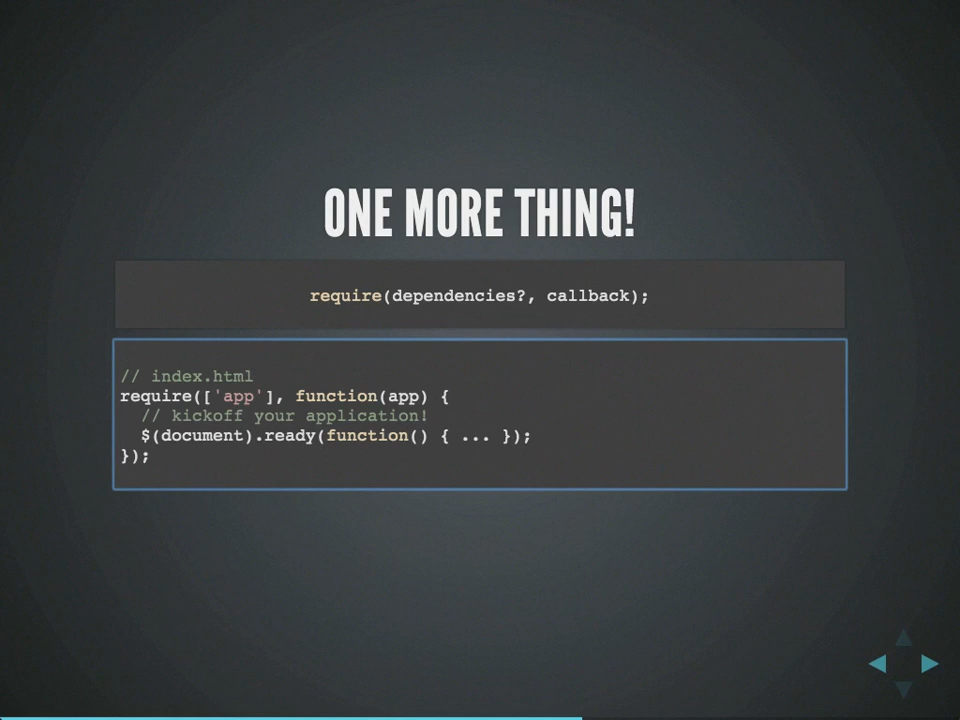 ONE MORE THING!
require(dependencies?, callback);
// index.html
require(['app'], function(app) {
  // kickoff your application!
  $(document).ready(function() { ... });
});